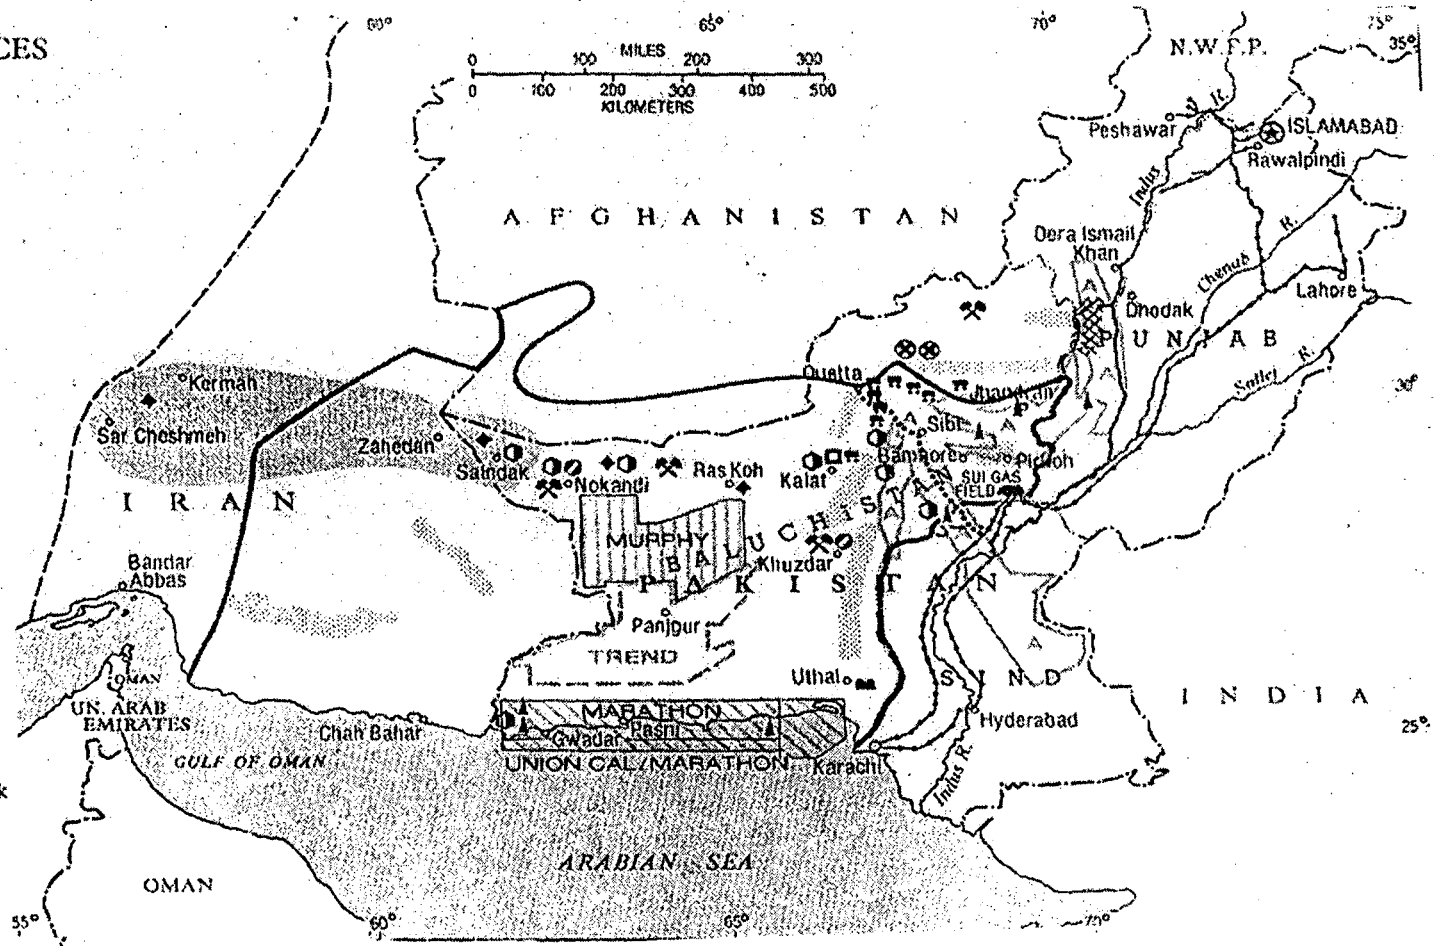 CES
60°
65°
70°
75°
35°
MILES
0 100 200 300
0 100 200 300 400 500
KILOMETERS
N.W.F.P.
Peshawar
R.
ISLAMABAD
Rawalpindi
Indus
AFGHANISTAN
Dera Ismail
Khan
Chenab
R.
Lahore
Dhodak
PUNJAB
Sutlej
R.
30°
Kerman
Sar Cheshmeh
Zahedan
Saindak
Nokandi
Ras Koh
Kalat
Quetta
Jhandran
Sibi
Bannore
Pirkoh
SUI GAS
FIELD
IRAN
MURPHY
BALUCHISTAN
Khuzdar
PAKISTAN
Bandar
Abbas
Panjgur
TREND
Uthal
SIND
INDIA
OMAN
UN. ARAB
EMIRATES
Chah Bahar
GULF OF OMAN
MARATHON
Pasni
Gwadar
UNION CAL/MARATHON
Karachi
Hyderabad
Indus R.
25°
k
ARABIAN SEA
OMAN
55°
60°
65°
70°